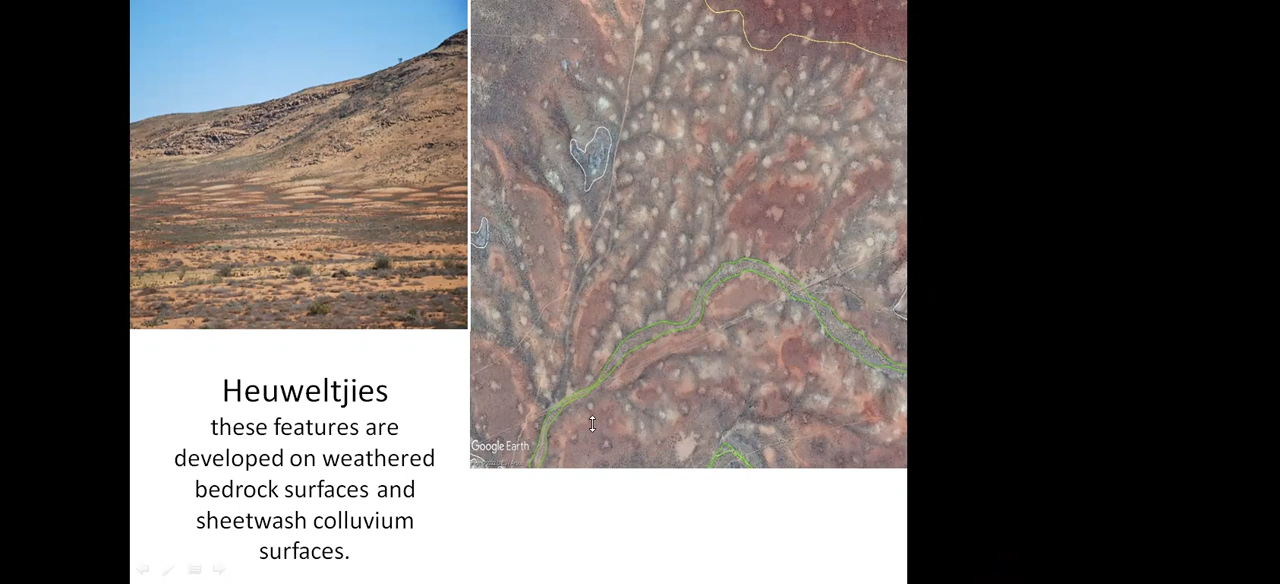 Heuweltjies
these features are
developed on weathered
bedrock surfaces and
sheetwash colluvium
surfaces.
Google Earth